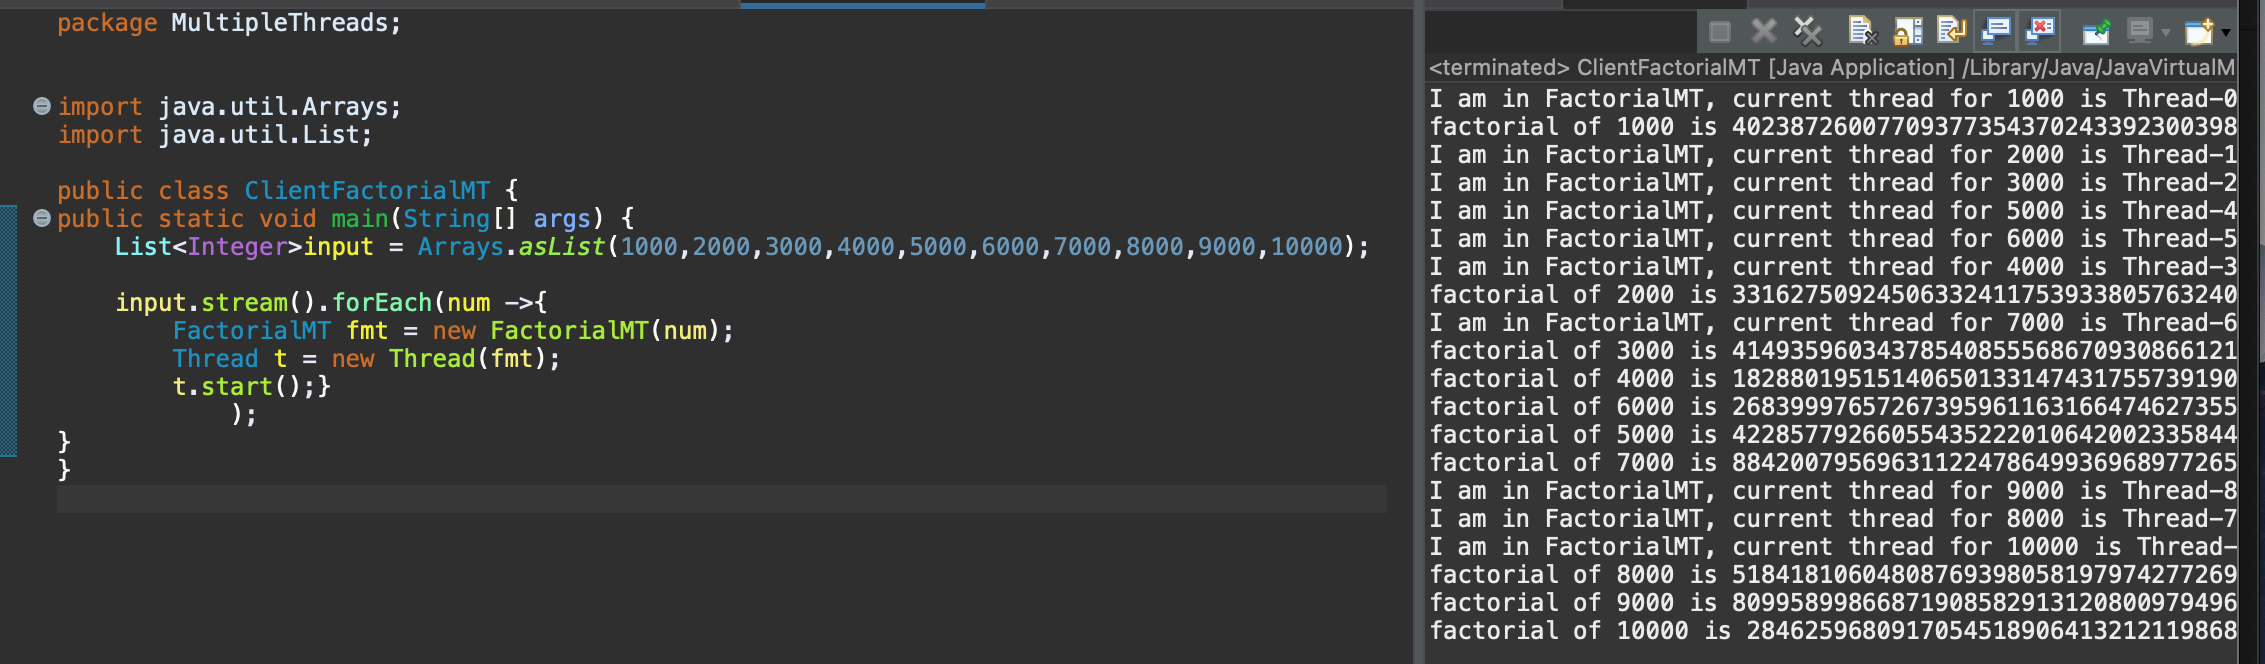 package MultipleThreads;
import java.util.Arrays;
import java.util.List;
public class ClientFactorialMT {
public static void main(String[] args) {
List<Integer>input = Arrays.asList(1000,2000,3000,4000,5000,6000,7000,8000,9000,10000);
input.stream().forEach(num ->{
FactorialMT fmt = new FactorialMT(num);
Thread t = new Thread(fmt);
t.start();}
);
}
}
<terminated> ClientFactorialMT [Java Application] /Library/Java/JavaVirtualM
I am in FactorialMT, current thread for 1000 is Thread-0
factorial of 1000 is 40238726007709377354370243392300398
I am in FactorialMT, current thread for 2000 is Thread-1
I am in FactorialMT, current thread for 3000 is Thread-2
I am in FactorialMT, current thread for 5000 is Thread-4
I am in FactorialMT, current thread for 6000 is Thread-5
I am in FactorialMT, current thread for 4000 is Thread-3
factorial of 2000 is 33162750924506332411753933805763240
I am in FactorialMT, current thread for 7000 is Thread-6
factorial of 3000 is 41493596034378540855568670930866121
factorial of 4000 is 18288019515140650133147431755739190
factorial of 6000 is 26839997657267395961163166474627355
factorial of 5000 is 422857792660554352220106420023358440
factorial of 7000 is 884200795696311224786499369689772 65
I am in FactorialMT, current thread for 9000 is Thread-8
I am in FactorialMT, current thread for 8000 is Thread-7
I am in FactorialMT, current thread for 10000 is Thread-
factorial of 8000 is 51841810604808769398058197974277269
factorial of 9000 is 80995899866871908582913120800979496
factorial of 10000 is 2846259680917054518906413212119868